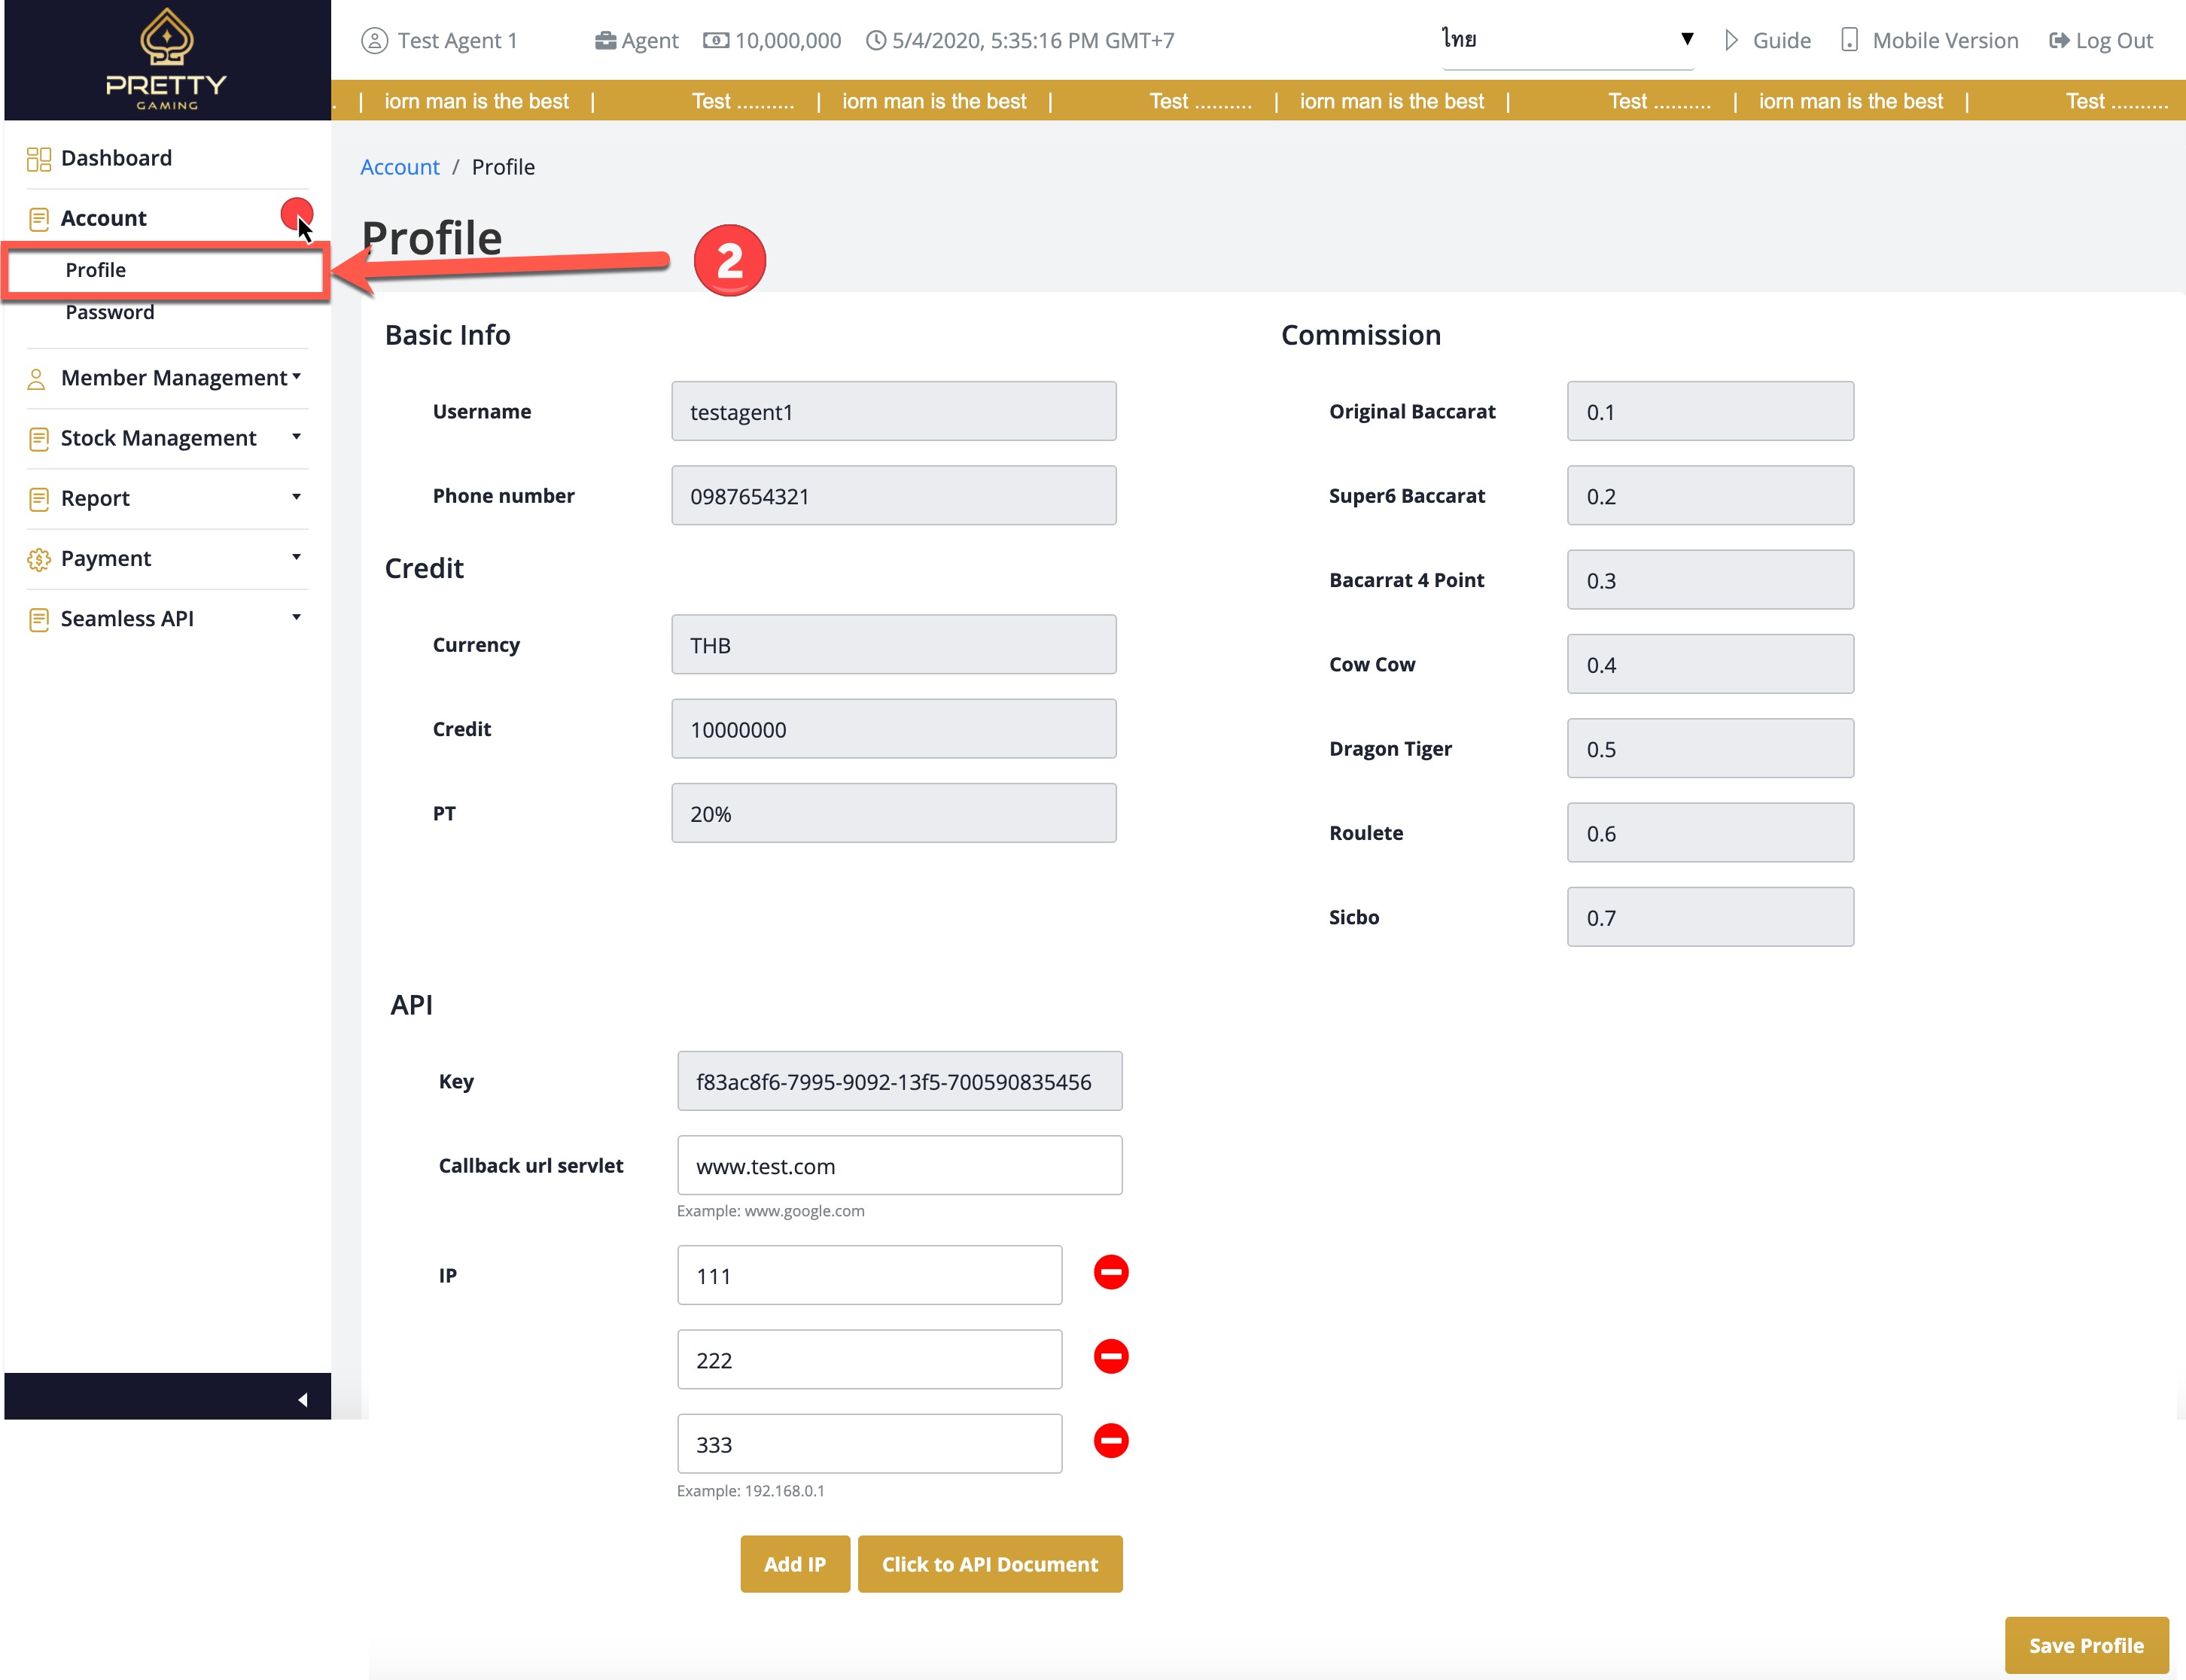 PRETTY
GAMING
Test Agent 1
Agent
10,000,000
5/4/2020, 5:35:16 PM GMT+7
ไทย
Guide
Mobile Version
Log Out
. | iorn man is the best | Test .......... | iorn man is the best | Test .......... | iorn man is the best | Test .......... | iorn man is the best | Test ..........
Dashboard
Account
Profile
Password
Member Management
Stock Management
Report
Payment
Seamless API
Account / Profile
Profile
2
Basic Info
Username testagent1
Phone number 0987654321
Credit
Currency THB
Credit 10000000
PT 20%
Commission
Original Baccarat 0.1
Super6 Baccarat 0.2
Bacarrat 4 Point 0.3
Cow Cow 0.4
Dragon Tiger 0.5
Roulete 0.6
Sicbo 0.7
API
Key f83ac8f6-7995-9092-13f5-700590835456
Callback url servlet www.test.com
Example: www.google.com
IP 111
222
333
Example: 192.168.0.1
Add IP
Click to API Document
Save Profile